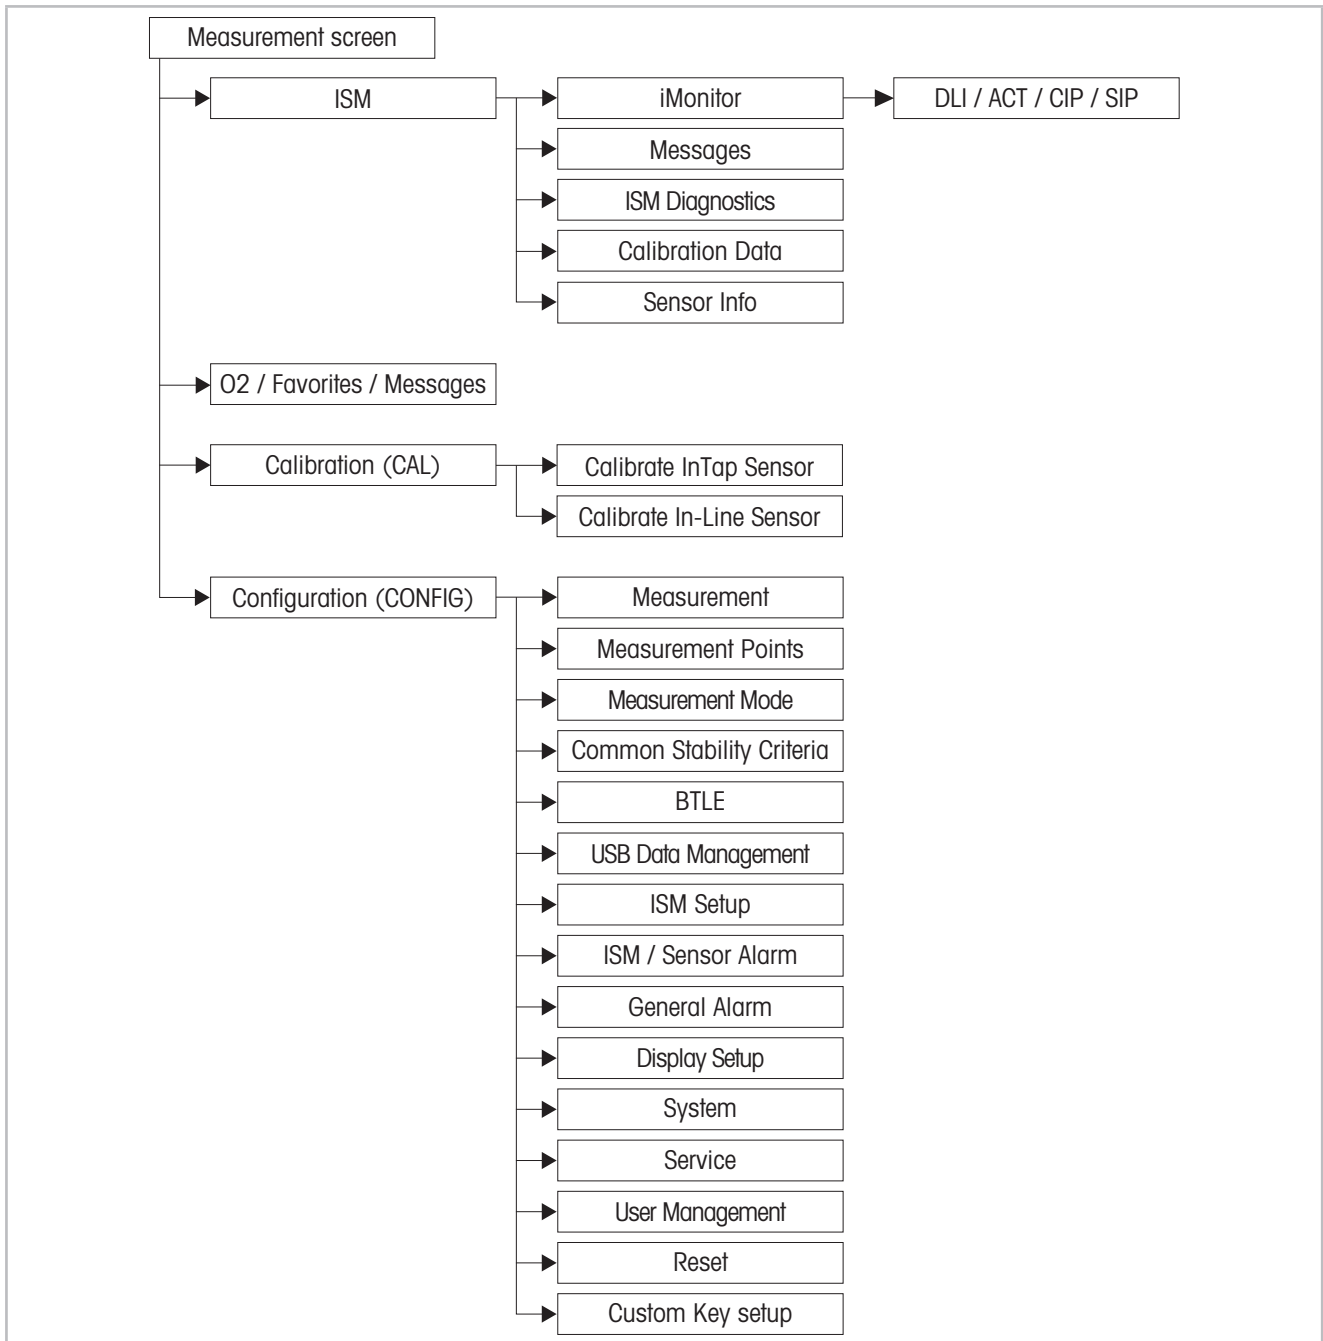 Measurement screen
ISM
iMonitor
DLI / ACT / CIP / SIP
Messages
ISM Diagnostics
Calibration Data
Sensor Info
O2 / Favorites / Messages
Calibration (CAL)
Calibrate InTap Sensor
Calibrate In-Line Sensor
Configuration (CONFIG)
Measurement
Measurement Points
Measurement Mode
Common Stability Criteria
BTLE
USB Data Management
ISM Setup
ISM / Sensor Alarm
General Alarm
Display Setup
System
Service
User Management
Reset
Custom Key setup